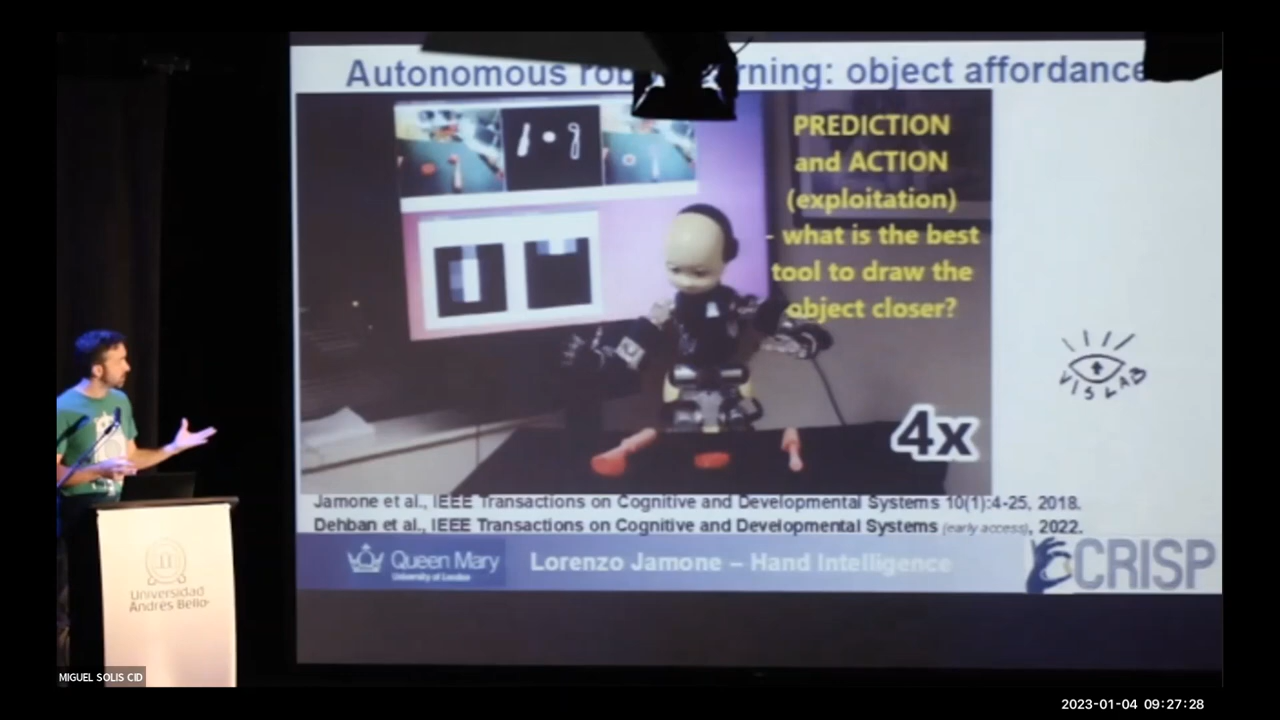 Autonomous rob rning: object affordance
PREDICTION
and ACTION
(exploitation)
- what is the best
tool to draw the
object closer?
VISLAB
4x
Jamone et al., IEEE Transactions on Cognitive and Developmental Systems 10(1):4-25, 2018.
Dehban et al., IEEE Transactions on Cognitive and Developmental Systems (early access), 2022.
Queen Mary
University of London
Lorenzo Jamone – Hand Intelligence
CRISP
Universidad
Andrés Bello
MIGUEL SOLIS CID
2023-01-04 09:27:28